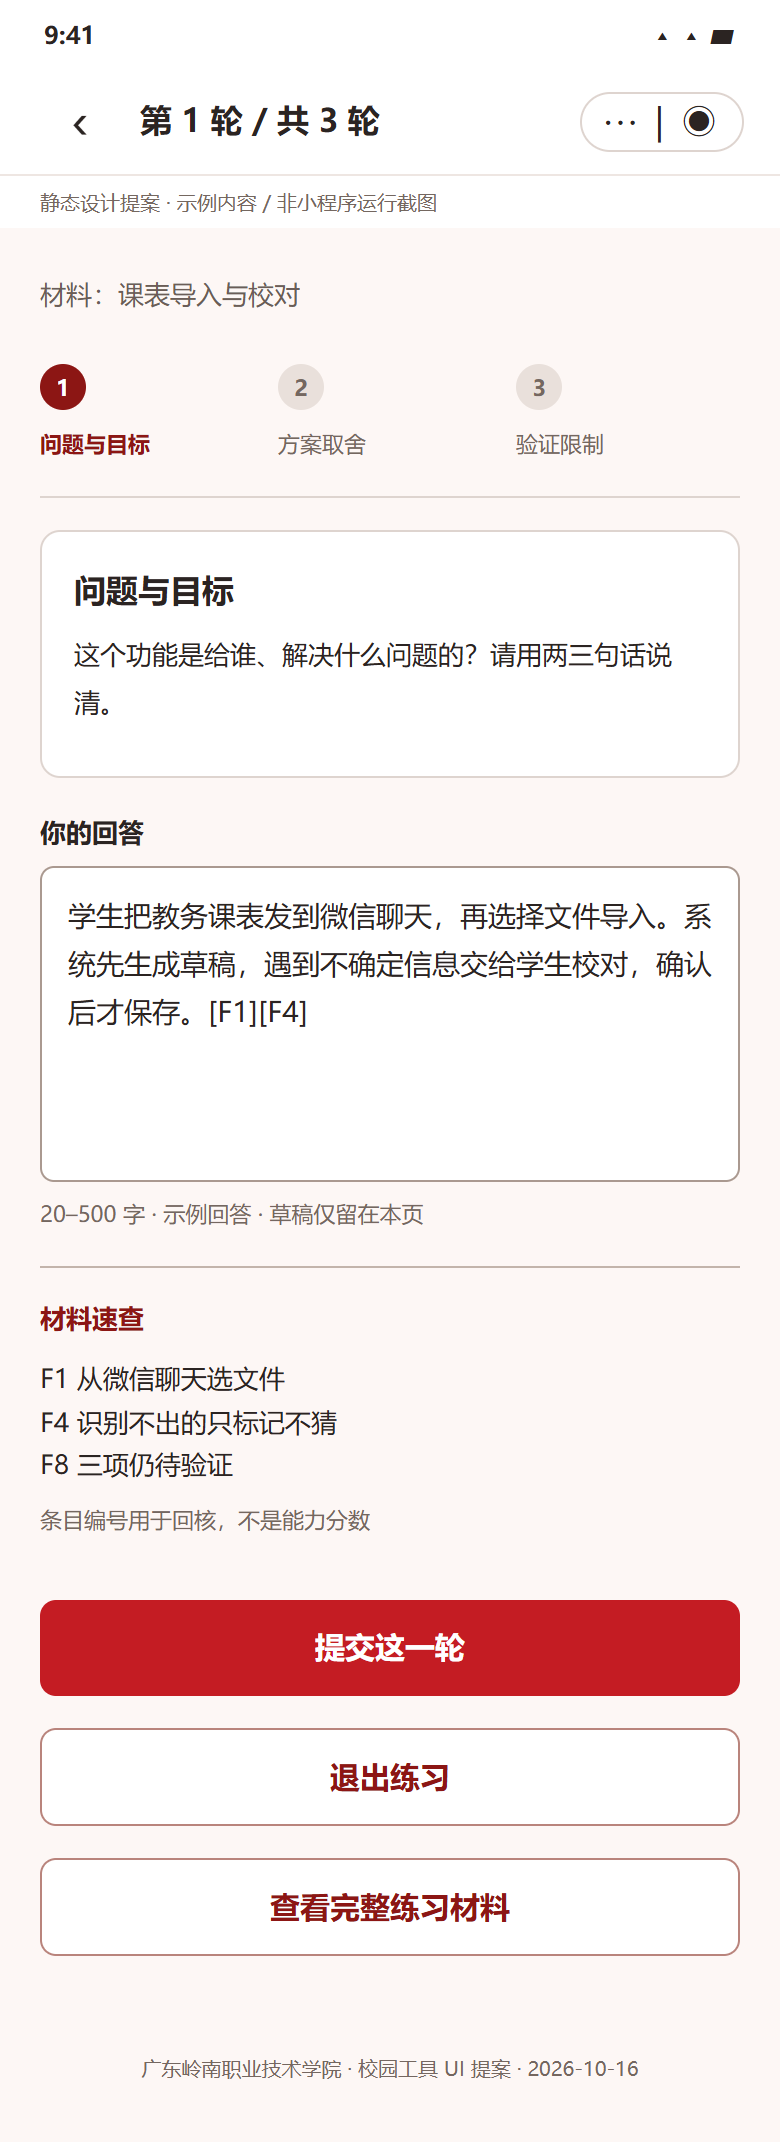 9:41
第 1 轮 / 共 3 轮
静态设计提案 · 示例内容 / 非小程序运行截图
材料：课表导入与校对
1
2
3
问题与目标
方案取舍
验证限制
问题与目标
这个功能是给谁、解决什么问题的？请用两三句话说
清。
你的回答
学生把教务课表发到微信聊天，再选择文件导入。系
统先生成草稿，遇到不确定信息交给学生校对，确认
后才保存。[F1][F4]
20–500 字 · 示例回答 · 草稿仅留在本页
材料速查
F1 从微信聊天选文件
F4 识别不出的只标记不猜
F8 三项仍待验证
条目编号用于回核，不是能力分数
提交这一轮
退出练习
查看完整练习材料
广东岭南职业技术学院 · 校园工具 UI 提案 · 2026-10-16